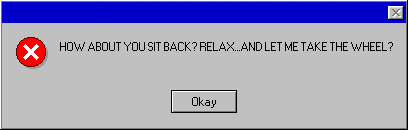 HOW ABOUT YOU SIT BACK? RELAX...AND LET ME TAKE THE WHEEL?
Okay